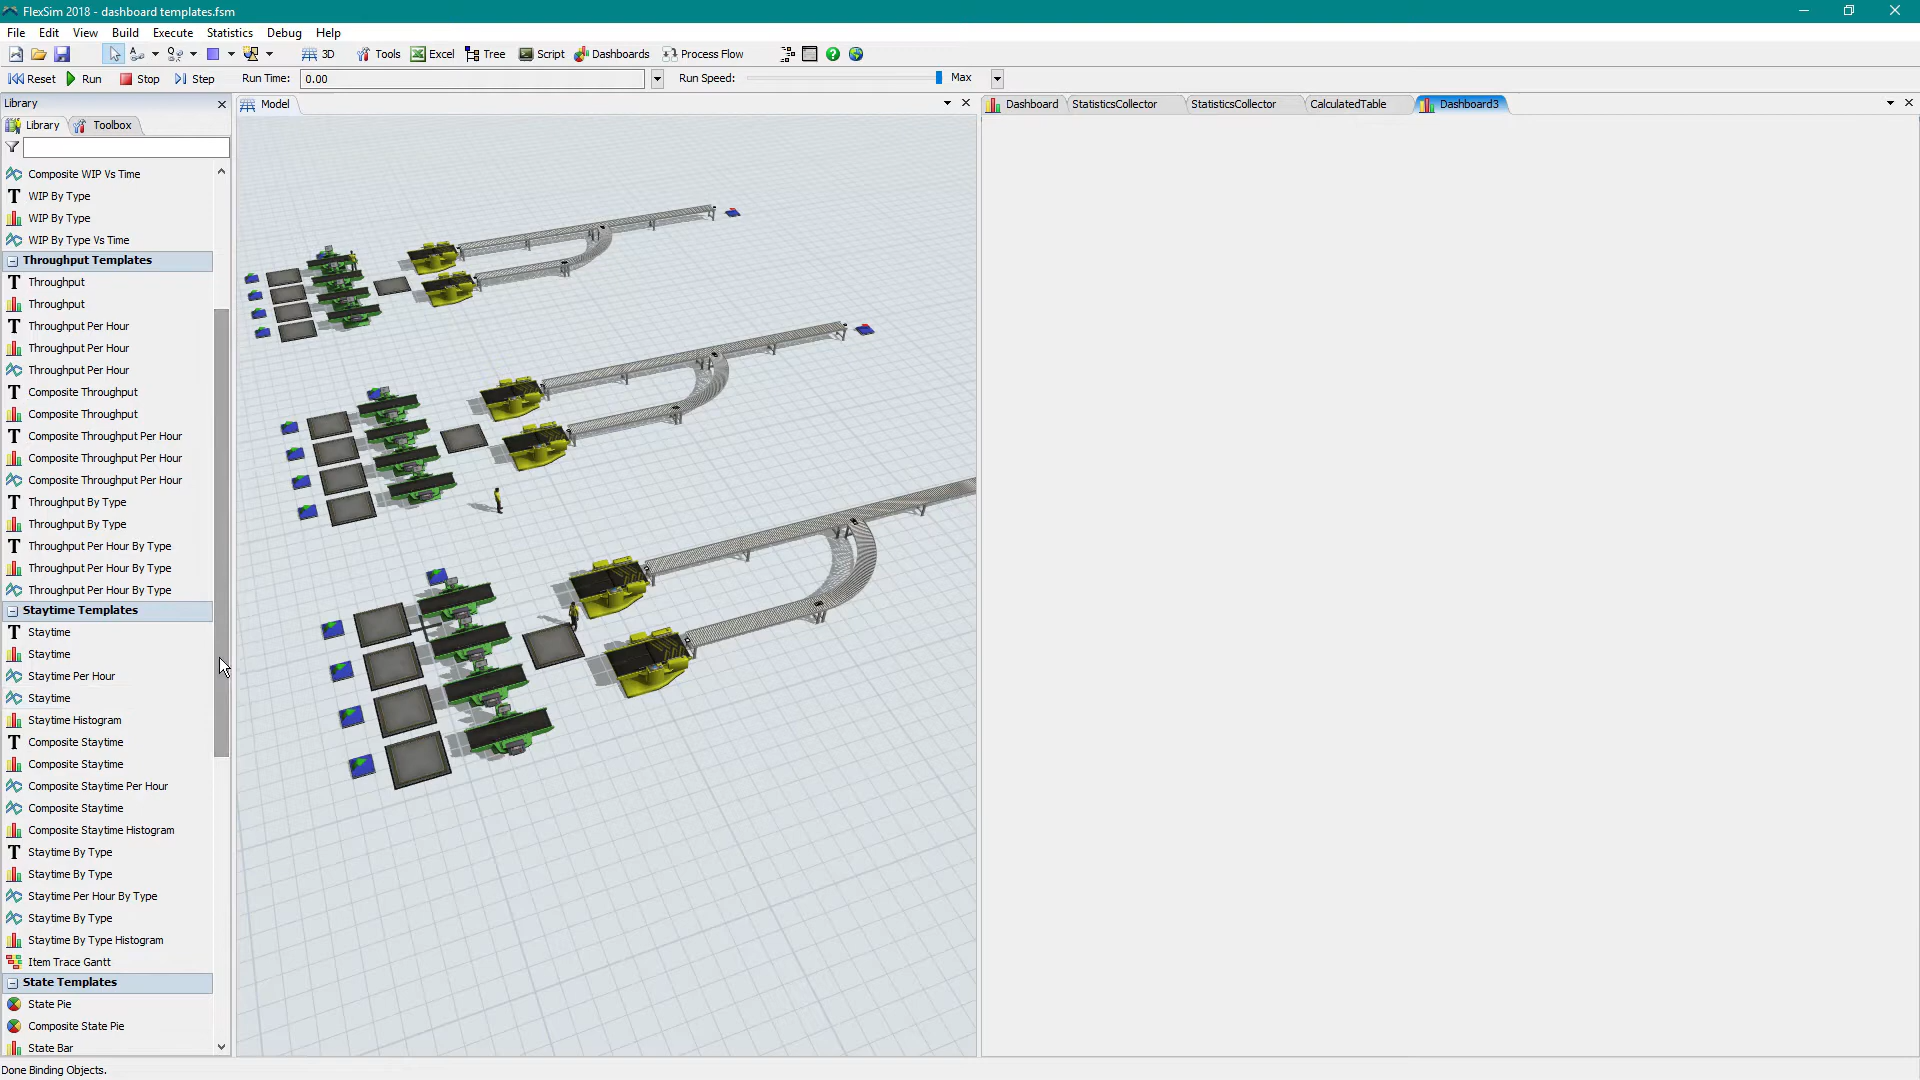 FlexSim 2018 - dashboard templates.fsm
File Edit View Build Execute Statistics Debug Help
3D Tools Excel Tree Script Dashboards Process Flow
Reset Run Stop Step Run Time: 0.00 Run Speed: Max
Library
Library Toolbox
Model
Dashboard StatisticsCollector StatisticsCollector CalculatedTable Dashboard3
Composite WIP Vs Time
WIP By Type
WIP By Type
WIP By Type Vs Time
Throughput Templates
Throughput
Throughput
Throughput Per Hour
Throughput Per Hour
Throughput Per Hour
Composite Throughput
Composite Throughput
Composite Throughput Per Hour
Composite Throughput Per Hour
Composite Throughput Per Hour
Throughput By Type
Throughput By Type
Throughput Per Hour By Type
Throughput Per Hour By Type
Throughput Per Hour By Type
Staytime Templates
Staytime
Staytime
Staytime Per Hour
Staytime
Staytime Histogram
Composite Staytime
Composite Staytime
Composite Staytime Per Hour
Composite Staytime
Composite Staytime Histogram
Staytime By Type
Staytime By Type
Staytime Per Hour By Type
Staytime By Type
Staytime By Type Histogram
Item Trace Gantt
State Templates
State Pie
Composite State Pie
State Bar
Done Binding Objects.